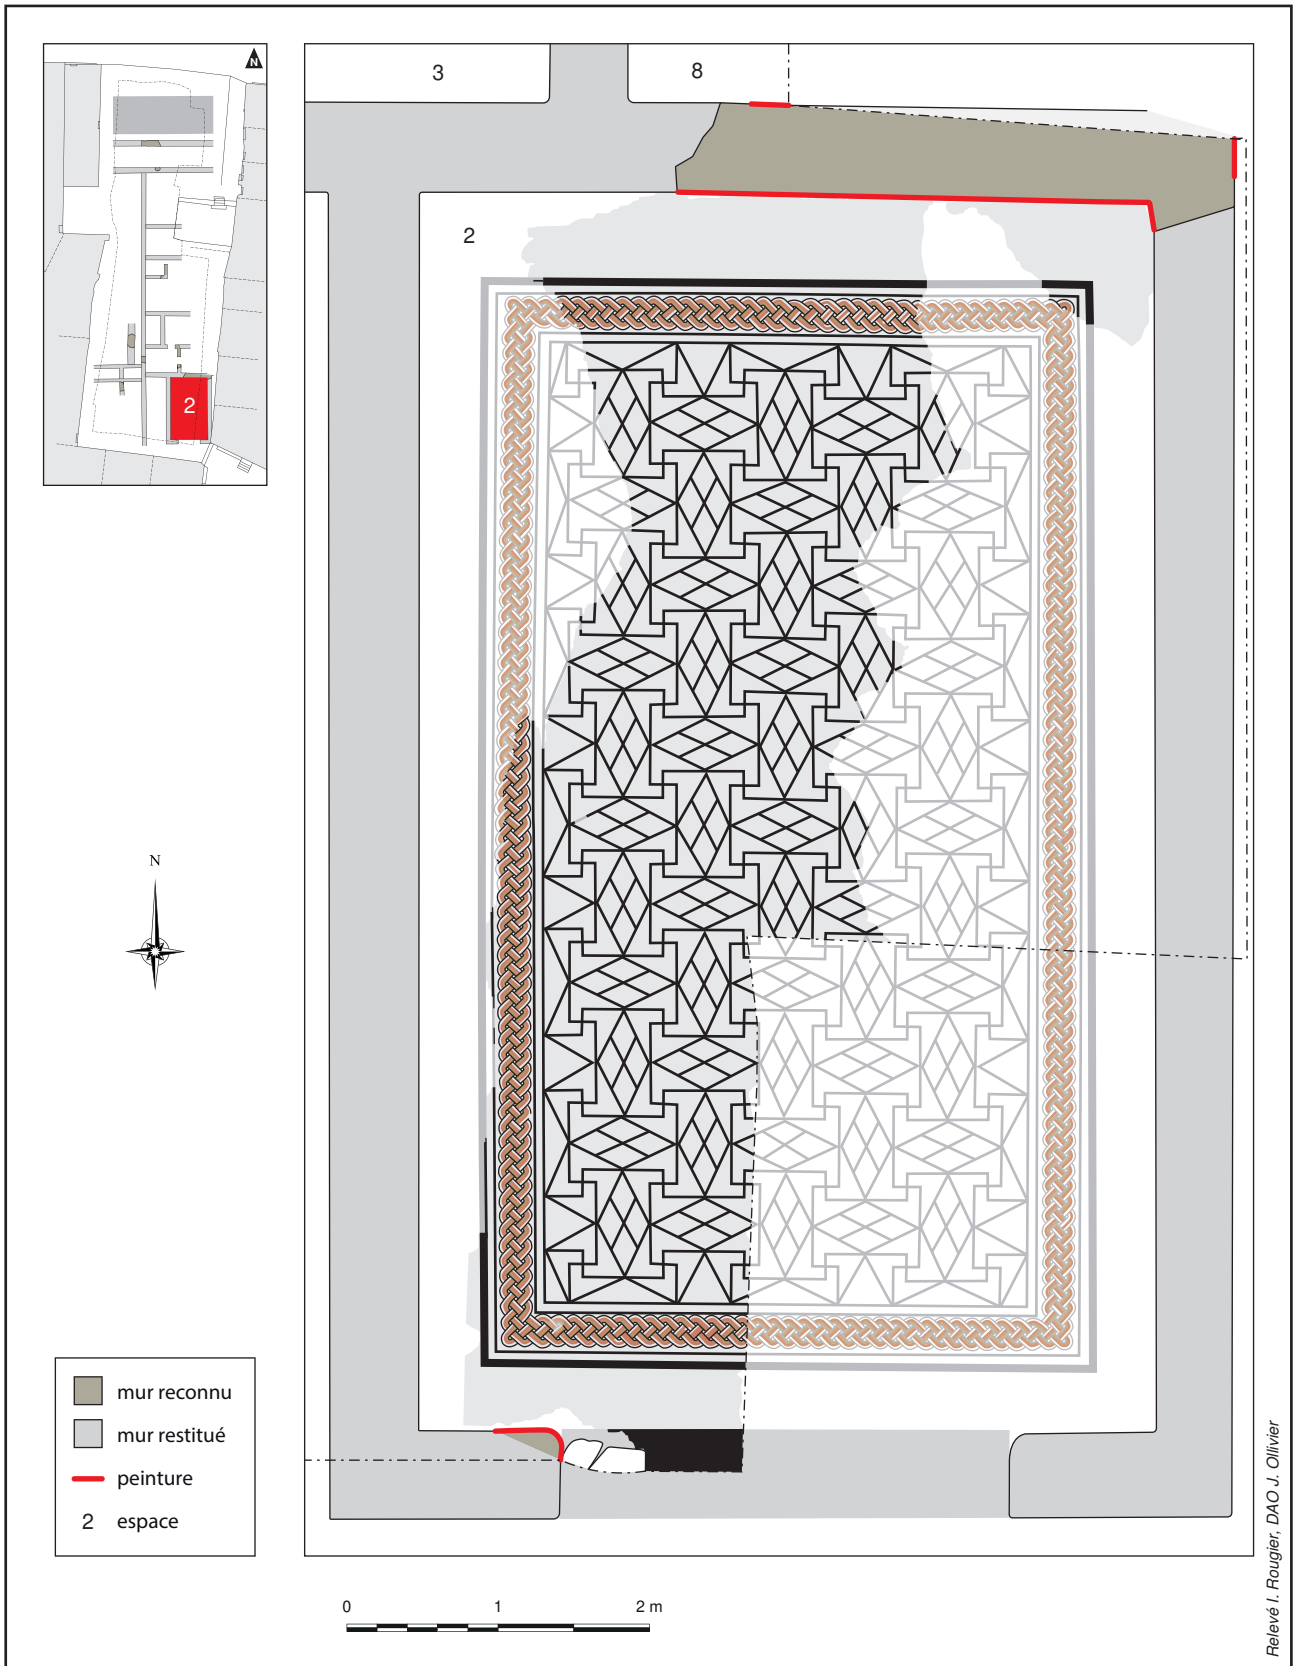 N
3
8
2
2
N
mur reconnu
mur restitué
peinture
2 espace
0 1 2 m
Relevé I. Rougier, DAO J. Ollivier